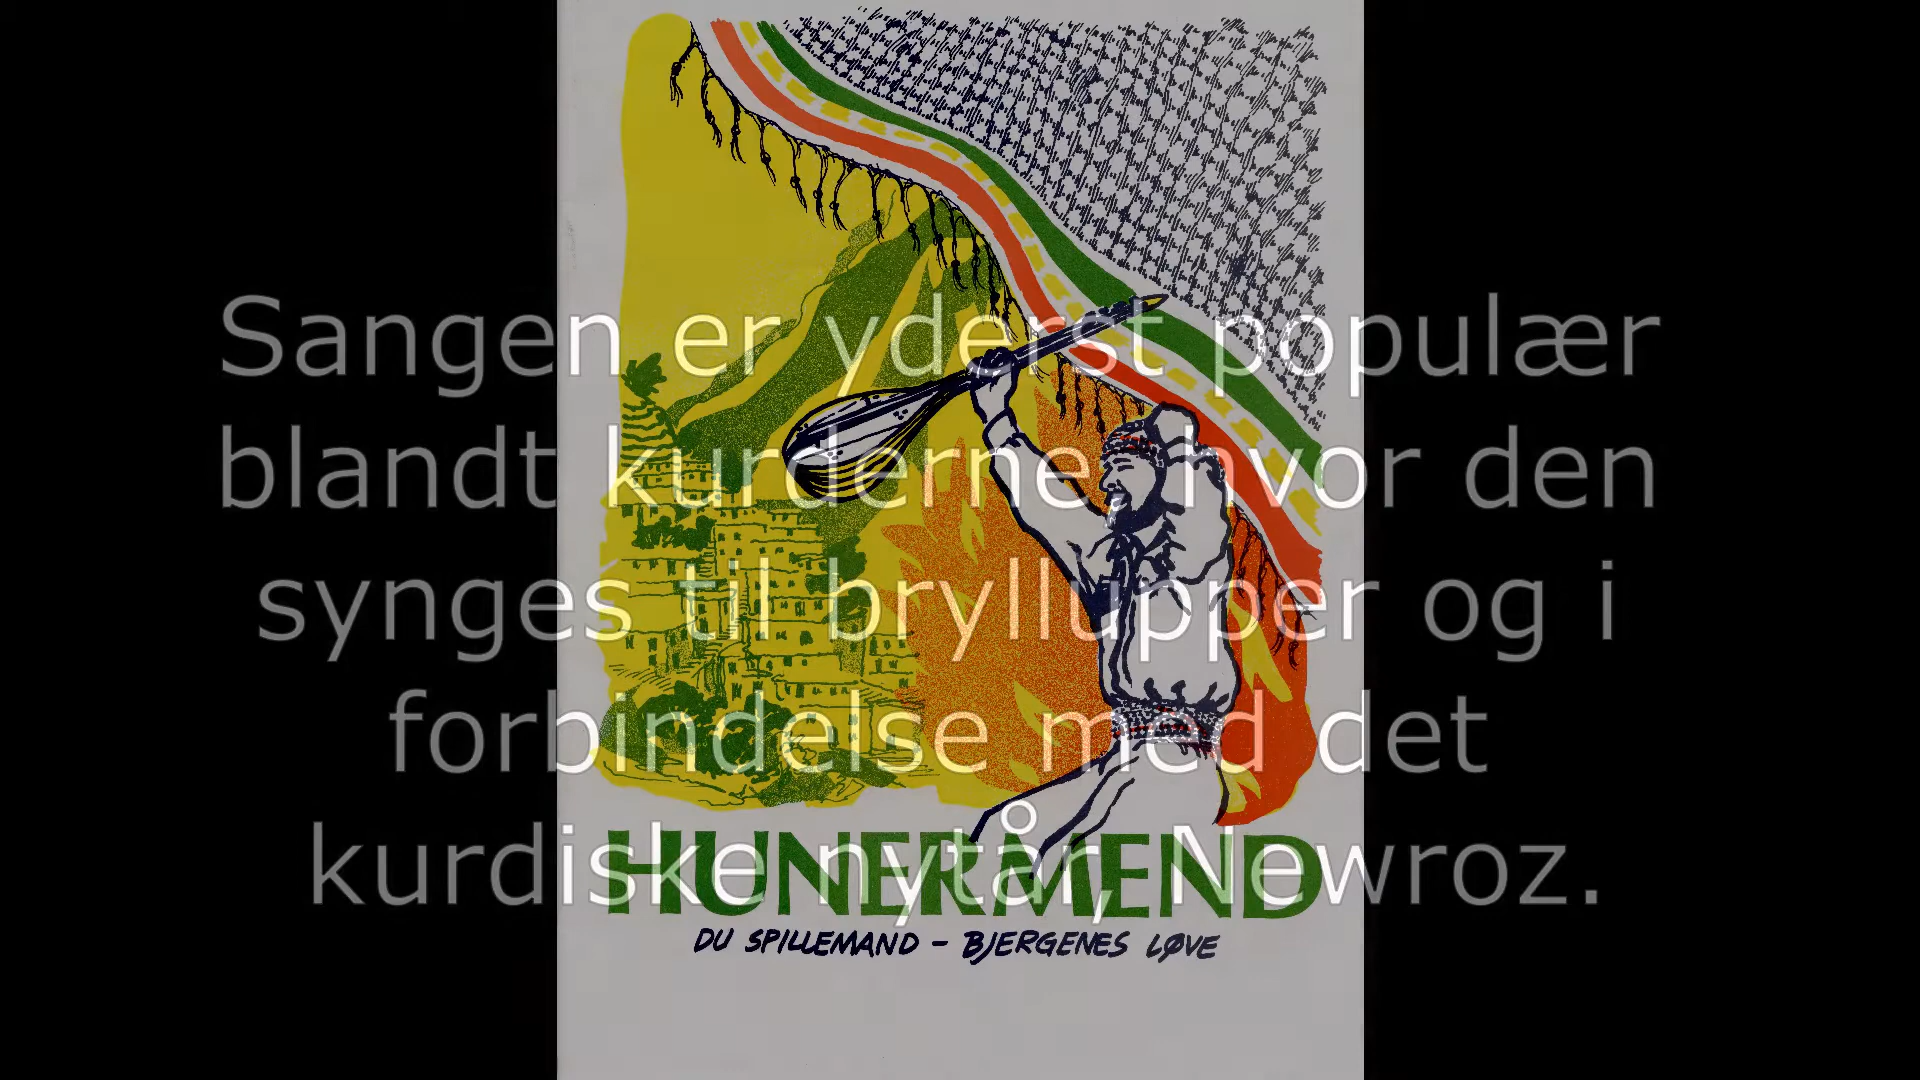 Sangen er yderst populær
blandt kurderne, hvor den
synges til bryllupper og i
forbindelse med det
kurdiske nytår, Newroz.
HUNERMEND
DU SPILLEMAND - BJERGENES LØVE